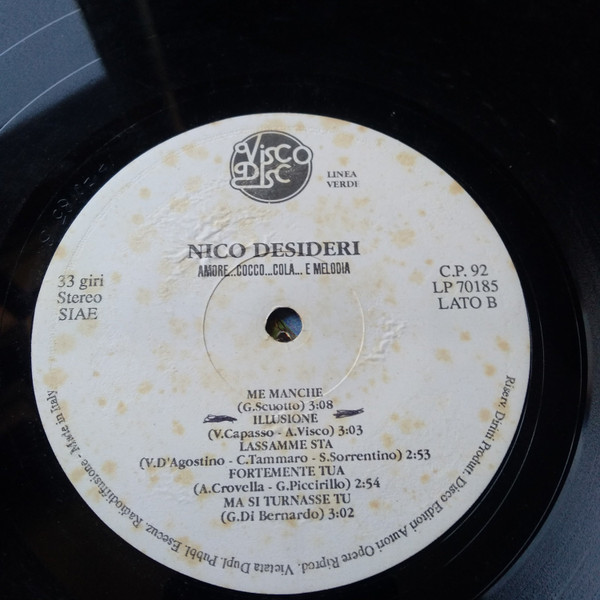 Visco
Disc
LINEA
VERDE
NICO DESIDERI
AMORE...COCCO...COLA... E MELODIA
33 giri
Stereo
SIAE
C.P. 92
LP 70185
LATO B
ME MANCHE
(G.Scuotto) 3:08
ILLUSIONE
(V.Capasso - A.Visco) 3:03
LASSAMME STA
(V.D'Agostino - C.Tammaro - S.Sorrentino) 2:53
FORTEMENTE TUA
(A.Crovella - G.Piccirillo) 2:54
MA SI TURNASSE TU
(G.Di Bernardo) 3:02
Riserv. Diritti Produtt. Disco Editori Autori Opere Riprod. Vietata Dupl. Pubbl. Esecuz. Radiodiffusione - Made in Italy